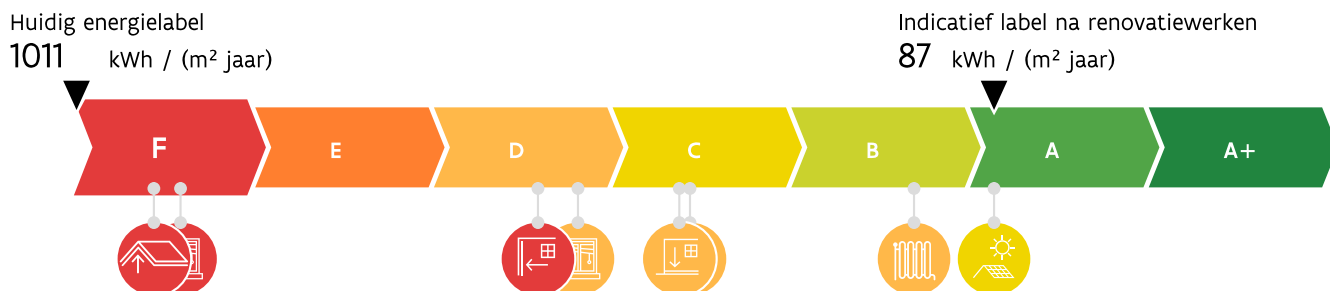 Huidig energielabel
1011 kWh / (m² jaar)
Indicatief label na renovatiewerken
87 kWh / (m² jaar)
F E D C B A A+